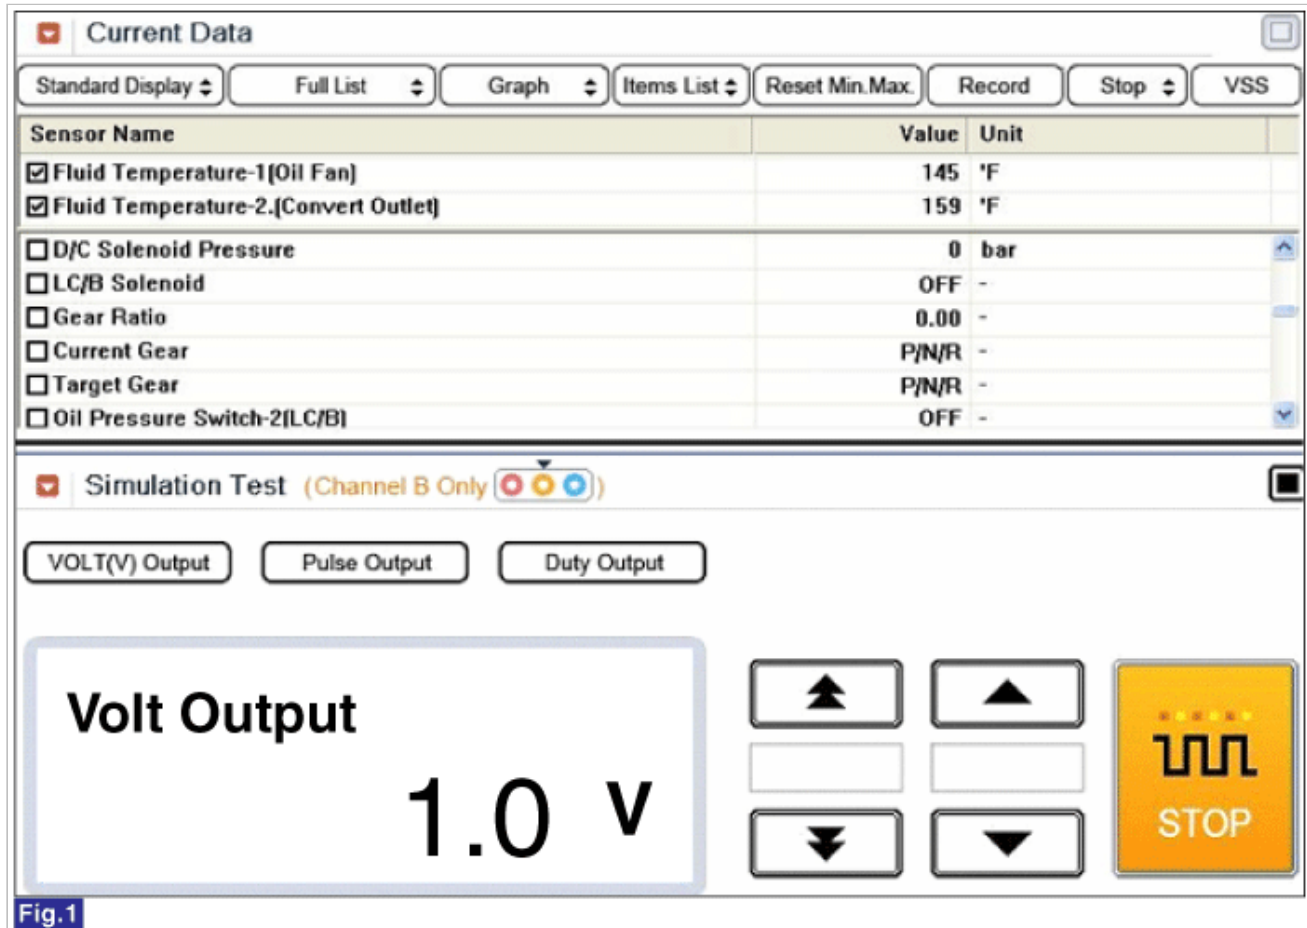 Current Data
Standard Display Full List Graph Items List Reset Min.Max. Record Stop VSS
Sensor Name Value Unit
Fluid Temperature-1(Oil Fan) 145 'F
Fluid Temperature-2.(Convert Outlet) 159 'F
D/C Solenoid Pressure 0 bar
LC/B Solenoid OFF -
Gear Ratio 0.00 -
Current Gear P/N/R -
Target Gear P/N/R -
Oil Pressure Switch-2(LC/B) OFF -
Simulation Test (Channel B Only )
VOLT(V) Output Pulse Output Duty Output
Volt Output
1.0 V
STOP
Fig.1